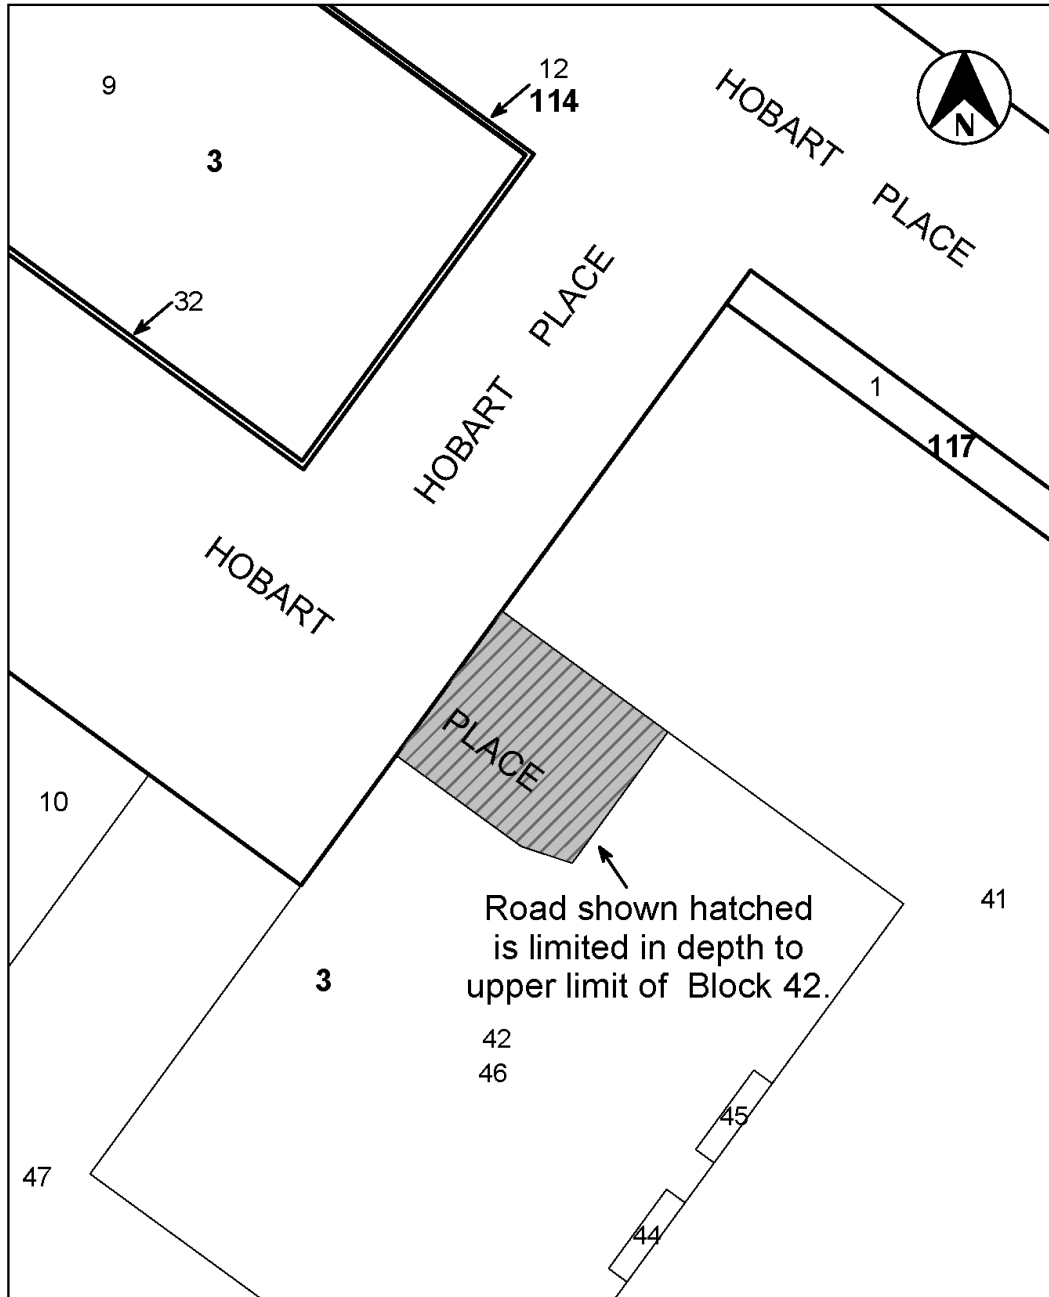 9
12
114
3
HOBART PLACE
N
32
HOBART PLACE
1
117
HOBART PLACE
10
Road shown hatched
is limited in depth to
upper limit of Block 42.
41
3
42
46
45
47
44